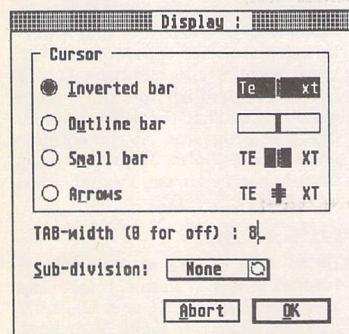 Display :
Cursor
Inverted bar Te xt
Outline bar
Small bar TE XT
Arrows TE XT
TAB-width (8 for off) : 8
Sub-division: None
Abort OK